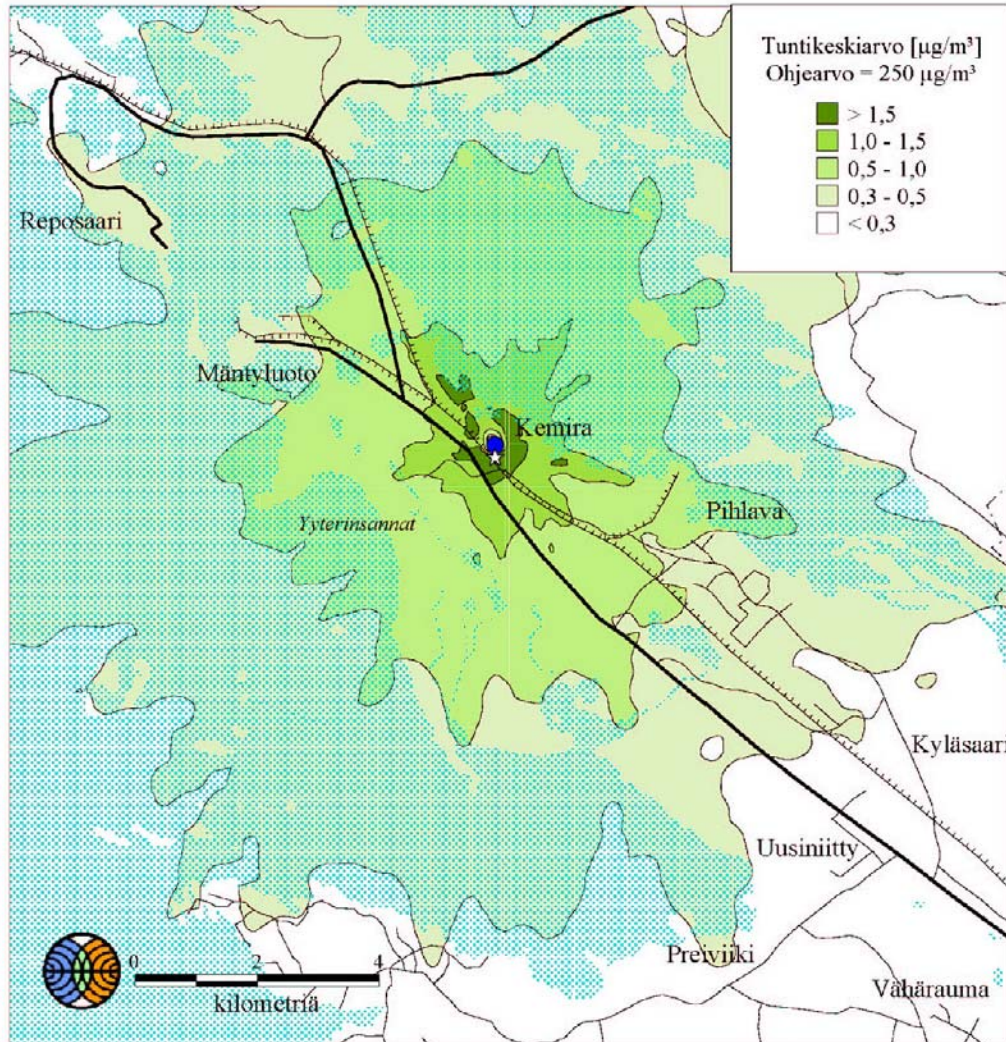 Tuntikeskiarvo [µg/m³]
Ohjearvo = 250 µg/m³
> 1,5
1,0 - 1,5
0,5 - 1,0
0,3 - 0,5
< 0,3
Reposaari
Mäntyluoto
Kemira
Pihlava
Yyterinsannat
Kyläsaari
Uusiniitty
Preiviiki
Vähärauma
0 2 4
kilometriä